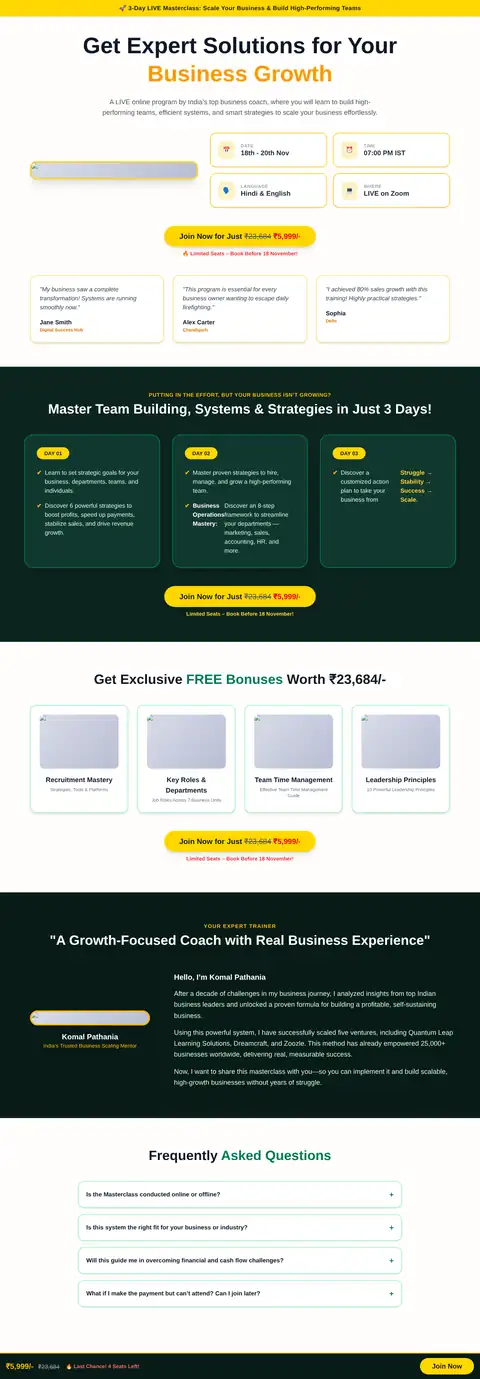 🚀 3-Day LIVE Masterclass: Scale Your Business & Build High-Performing Teams
Get Expert Solutions for Your
Business Growth
A LIVE online program by India's top business coach, where you will learn to build high-
performing teams, efficient systems, and smart strategies to scale your business effortlessly.
DATE
18th - 20th Nov
TIME
07:00 PM IST
LANGUAGE
Hindi & English
WHERE
LIVE on Zoom
Join Now for Just ₹23,684 ₹5,999/-
🔥 Limited Seats – Book Before 18 November!
"My business saw a complete
transformation! Systems are running
smoothly now."
Jane Smith
Digital Success Hub
"This program is essential for every
business owner wanting to escape daily
firefighting."
Alex Carter
Chandigarh
"I achieved 80% sales growth with this
training! Highly practical strategies."
Sophia
Delhi
PUTTING IN THE EFFORT, BUT YOUR BUSINESS ISN'T GROWING?
Master Team Building, Systems & Strategies in Just 3 Days!
DAY 01
✔ Learn to set strategic goals for your
business, departments, teams, and
individuals.
✔ Discover 6 powerful strategies to
boost profits, speed up payments,
stabilize sales, and drive revenue
growth.
DAY 02
✔ Master proven strategies to hire,
manage, and grow a high-performing
team.
✔ Business Operations Mastery:
Discover an 8-step
framework to streamline
your departments —
marketing, sales,
accounting, HR, and
more.
DAY 03
✔ Discover a
customized action
plan to take your
business from
Struggle →
Stability →
Success →
Scale.
Join Now for Just ₹23,684 ₹5,999/-
Limited Seats – Book Before 18 November!
Get Exclusive FREE Bonuses Worth ₹23,684/-
Recruitment Mastery
Strategies, Tools & Platforms
Key Roles &
Departments
Job Roles Across 7 Business Units
Team Time Management
Effective Team Time Management
Guide
Leadership Principles
10 Powerful Leadership Principles
Join Now for Just ₹23,684 ₹5,999/-
Limited Seats – Book Before 18 November!
YOUR EXPERT TRAINER
"A Growth-Focused Coach with Real Business Experience"
Komal Pathania
India's Trusted Business Scaling Mentor
Hello, I'm Komal Pathania
After a decade of challenges in my business journey, I analyzed insights from top Indian
business leaders and unlocked a proven formula for building a profitable, self-sustaining
business.
Using this powerful system, I have successfully scaled five ventures, including Quantum Leap
Learning Solutions, Dreamcraft, and Zoozle. This method has already empowered 25,000+
businesses worldwide, delivering real, measurable success.
Now, I want to share this masterclass with you—so you can implement it and build scalable,
high-growth businesses without years of struggle.
Frequently Asked Questions
Is the Masterclass conducted online or offline? +
Is this system the right fit for your business or industry? +
Will this guide me in overcoming financial and cash flow challenges? +
What if I make the payment but can't attend? Can I join later? +
₹5,999/- ₹23,684 🔥 Last Chance! 4 Seats Left! Join Now